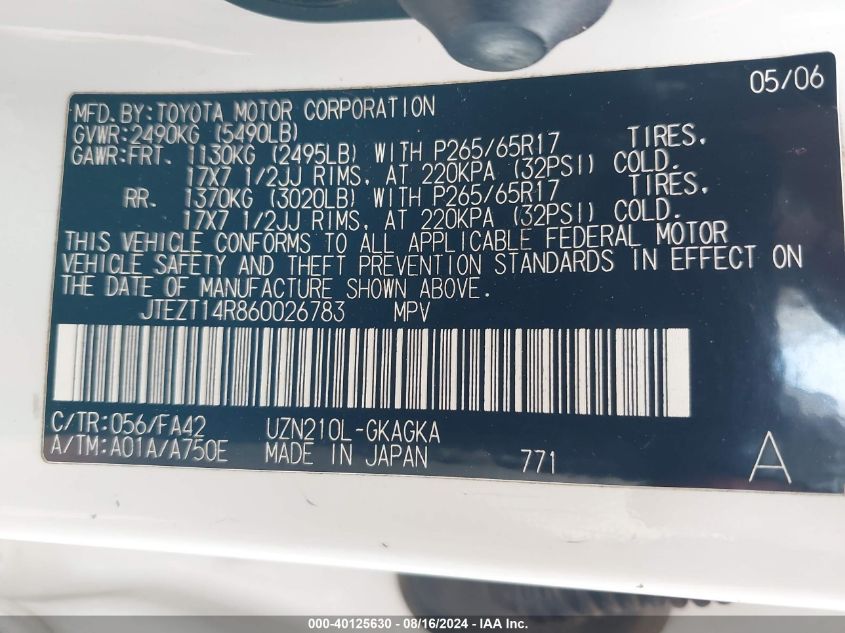 05/06
MFD. BY: TOYOTA MOTOR CORPORATION
GVWR: 2490KG (5490LB)
GAWR: FRT. 1130KG (2495LB) WITH P265/65R17 TIRES,
17X7 1/2JJ RIMS, AT 220KPA (32PSI) COLD.
RR. 1370KG (3020LB) WITH P265/65R17 TIRES,
17X7 1/2JJ RIMS, AT 220KPA (32PSI) COLD.
THIS VEHICLE CONFORMS TO ALL APPLICABLE FEDERAL MOTOR
VEHICLE SAFETY AND THEFT PREVENTION STANDARDS IN EFFECT ON
THE DATE OF MANUFACTURE SHOWN ABOVE.
JTEZT14R860026783 MPV
C/TR: 056/FA42 UZN210L-GKAGKA
A/TM: A01A/A750E MADE IN JAPAN 771 A
000-40125630 - 08/16/2024 - IAA Inc.